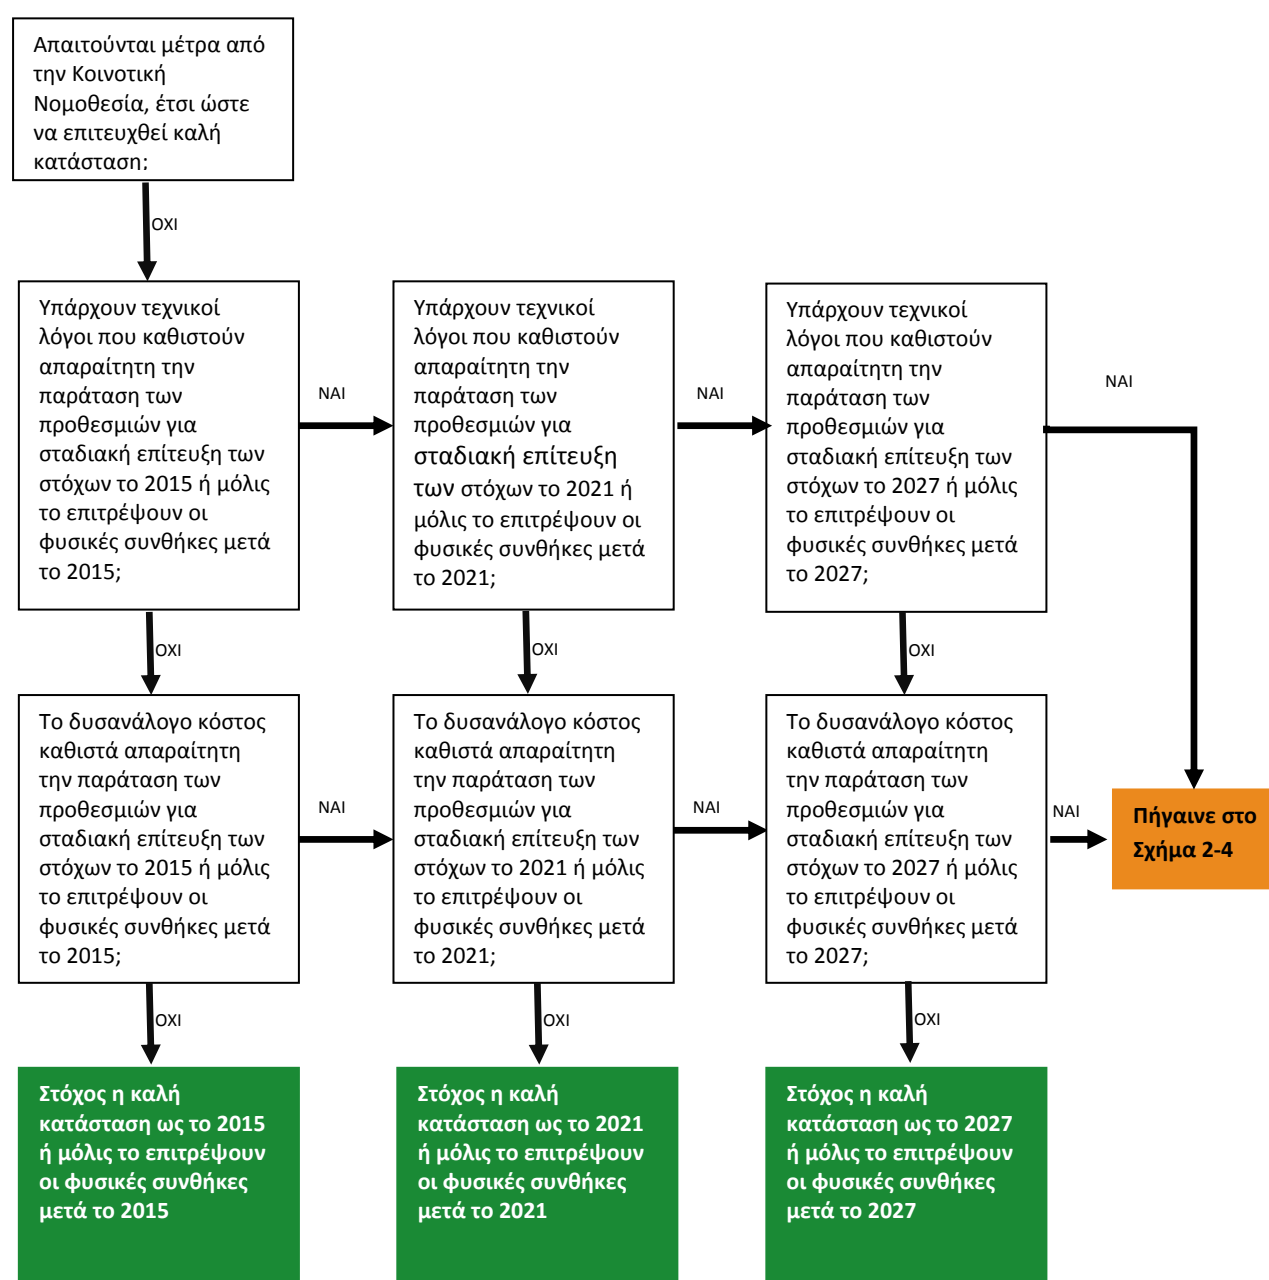 Απαιτούνται μέτρα από
την Κοινοτική
Νομοθεσία, έτσι ώστε
να επιτευχθεί καλή
κατάσταση;
ΟΧΙ
Υπάρχουν τεχνικοί
λόγοι που καθιστούν
απαραίτητη την
παράταση των
προθεσμιών για
σταδιακή επίτευξη των
στόχων το 2015 ή μόλις
το επιτρέψουν οι
φυσικές συνθήκες μετά
το 2015;
ΝΑΙ
Υπάρχουν τεχνικοί
λόγοι που καθιστούν
απαραίτητη την
παράταση των
προθεσμιών για
σταδιακή επίτευξη
των στόχων το 2021 ή
μόλις το επιτρέψουν οι
φυσικές συνθήκες μετά
το 2021;
ΝΑΙ
Υπάρχουν τεχνικοί
λόγοι που καθιστούν
απαραίτητη την
παράταση των
προθεσμιών για
σταδιακή επίτευξη των
στόχων το 2027 ή μόλις
το επιτρέψουν οι
φυσικές συνθήκες μετά
το 2027;
ΝΑΙ
ΟΧΙ
ΟΧΙ
ΟΧΙ
Το δυσανάλογο κόστος
καθιστά απαραίτητη
την παράταση των
προθεσμιών για
σταδιακή επίτευξη των
στόχων το 2015 ή μόλις
το επιτρέψουν οι
φυσικές συνθήκες μετά
το 2015;
ΝΑΙ
Το δυσανάλογο κόστος
καθιστά απαραίτητη
την παράταση των
προθεσμιών για
σταδιακή επίτευξη των
στόχων το 2021 ή μόλις
το επιτρέψουν οι
φυσικές συνθήκες μετά
το 2021;
ΝΑΙ
Το δυσανάλογο κόστος
καθιστά απαραίτητη
την παράταση των
προθεσμιών για
σταδιακή επίτευξη των
στόχων το 2027 ή μόλις
το επιτρέψουν οι
φυσικές συνθήκες μετά
το 2027;
ΝΑΙ
Πήγαινε στο
Σχήμα 2-4
ΟΧΙ
ΟΧΙ
ΟΧΙ
Στόχος η καλή
κατάσταση ως το 2015
ή μόλις το επιτρέψουν
οι φυσικές συνθήκες
μετά το 2015
Στόχος η καλή
κατάσταση ως το 2021
ή μόλις το επιτρέψουν
οι φυσικές συνθήκες
μετά το 2021
Στόχος η καλή
κατάσταση ως το 2027
ή μόλις το επιτρέψουν
οι φυσικές συνθήκες
μετά το 2027